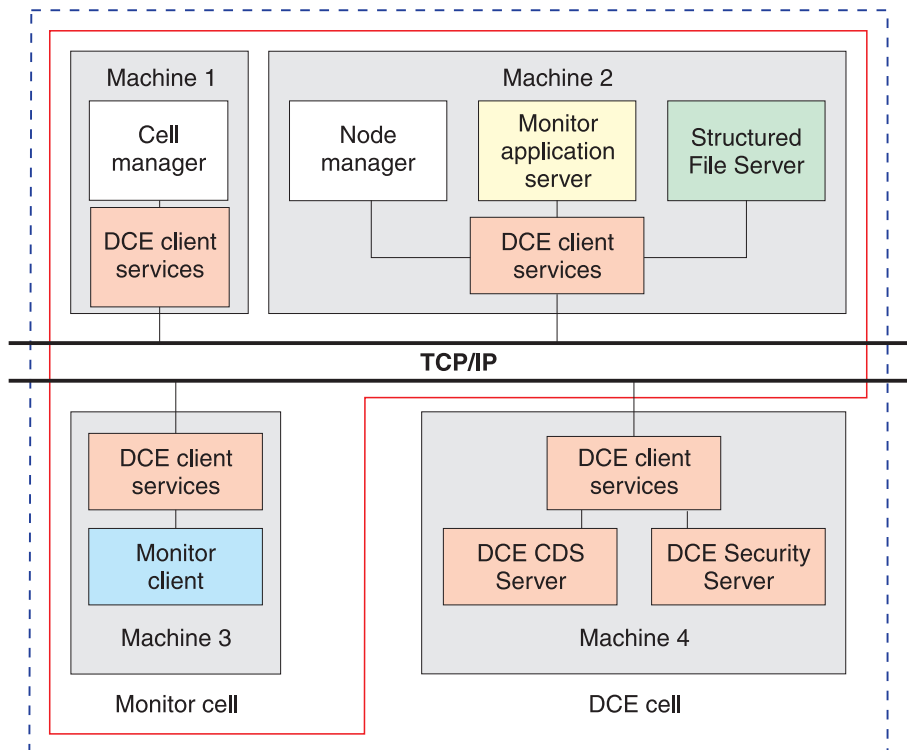 Machine 1
Cell
manager
DCE client
services
Machine 2
Node
manager
Monitor
application
server
Structured
File Server
DCE client
services
TCP/IP
DCE client
services
Monitor
client
Machine 3
Monitor cell
DCE client
services
DCE CDS
Server
DCE Security
Server
Machine 4
DCE cell